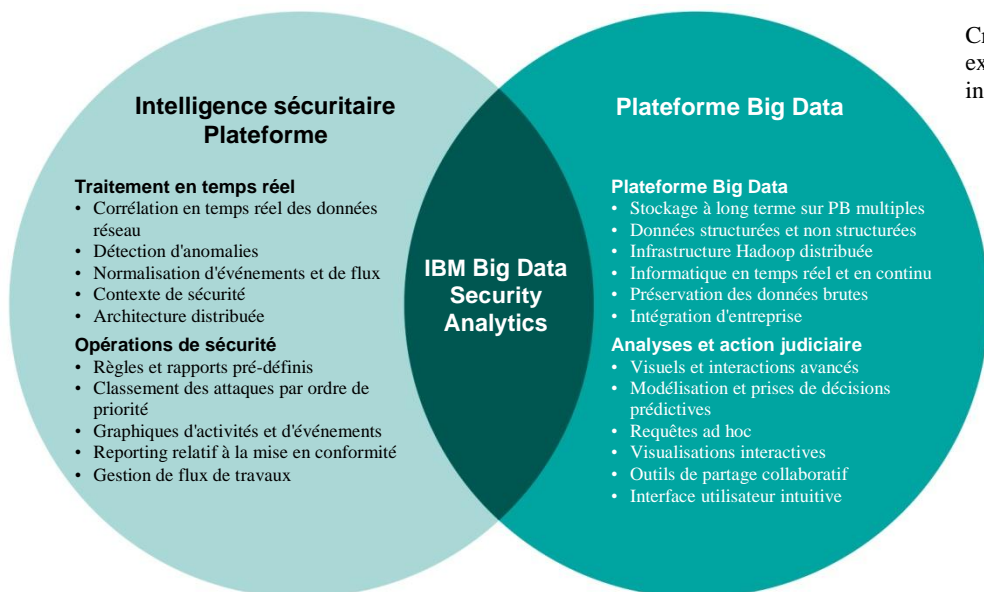 Intelligence sécuritaire
Plateforme
Traitement en temps réel
• Corrélation en temps réel des données
réseau
• Détection d'anomalies
• Normalisation d'événements et de flux
• Contexte de sécurité
• Architecture distribuée
Opérations de sécurité
• Règles et rapports pré-définis
• Classement des attaques par ordre de
priorité
• Graphiques d'activités et d'événements
• Reporting relatif à la mise en conformité
• Gestion de flux de travaux
IBM Big Data
Security
Analytics
Plateforme Big Data
Plateforme Big Data
• Stockage à long terme sur PB multiples
• Données structurées et non structurées
• Infrastructure Hadoop distribuée
• Informatique en temps réel et en continu
• Préservation des données brutes
• Intégration d'entreprise
Analyses et action judiciaire
• Visuels et interactions avancés
• Modélisation et prises de décisions
prédictives
• Requêtes ad hoc
• Visualisations interactives
• Outils de partage collaboratif
• Interface utilisateur intuitive